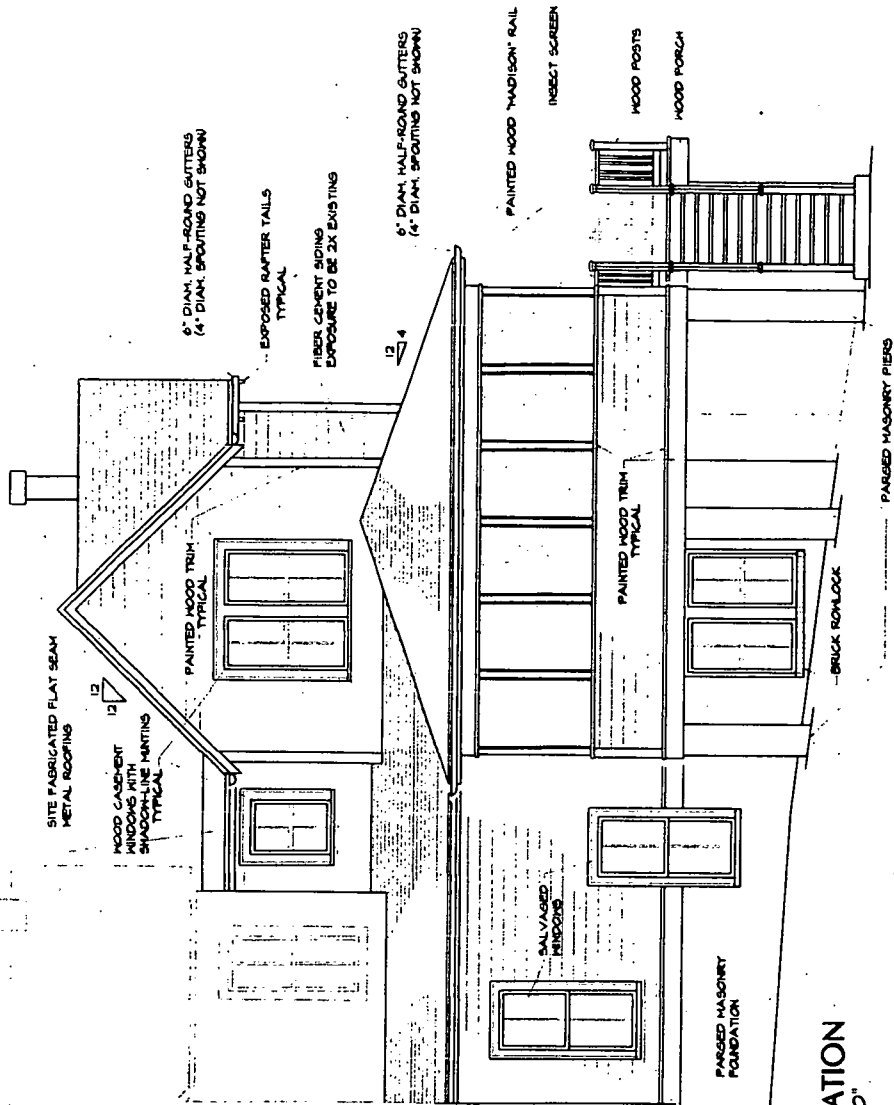 SITE FABRICATED FLAT SEAM
METAL ROOFING
12
12
WOOD CASEMENT
WINDOWS WITH
SHADOW-LINE MUNTINS
TYPICAL
PAINTED WOOD TRIM
TYPICAL
6" DIAM. HALF-ROUND GUTTERS
(4" DIAM. SPOUTING NOT SHOWN)
EXPOSED RAFTER TAILS
TYPICAL
FIBER CEMENT SIDING
EXPOSURE TO BE 2X EXISTING
12
4
6" DIAM. HALF-ROUND GUTTERS
(4" DIAM. SPOUTING NOT SHOWN)
PAINTED WOOD "MADISON" RAIL
INSECT SCREEN
WOOD POSTS
WOOD PORCH
PAINTED WOOD TRIM
TYPICAL
SALVAGED
WINDOWS
PARGED MASONRY
FOUNDATION
BRICK ROWLOCK
PARGED MASONRY PIERS
ATION
0"